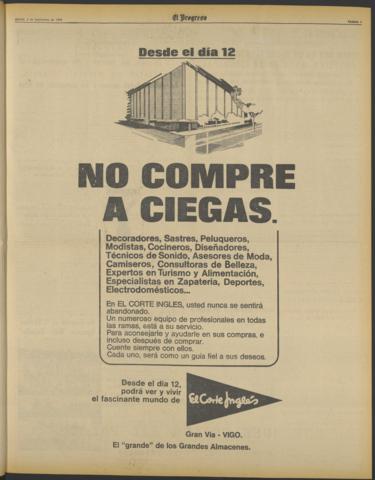 El Progreso
Desde el día 12
NO COMPRE
A CIEGAS.
Decoradores, Sastres, Peluqueros,
Modistas, Cocineros, Diseñadores,
Técnicos de Sonido, Asesores de Moda,
Camiseros, Consultoras de Belleza,
Expertos en Turismo y Alimentación,
Especialistas en Zapatería, Deportes,
Electrodomésticos...
En EL CORTE INGLES, usted nunca se sentirá
abandonado.
Un numeroso equipo de profesionales en todas
las ramas, está a su servicio.
Para aconsejarle y ayudarle en sus compras, e
incluso después de comprar.
Cuente siempre con ellos.
Cada uno, será como un guía fiel a sus deseos.
Desde el día 12,
podrá ver y vivir
el fascinante mundo de
El Corte Inglés
Gran Vía - VIGO.
El "grande" de los Grandes Almacenes.